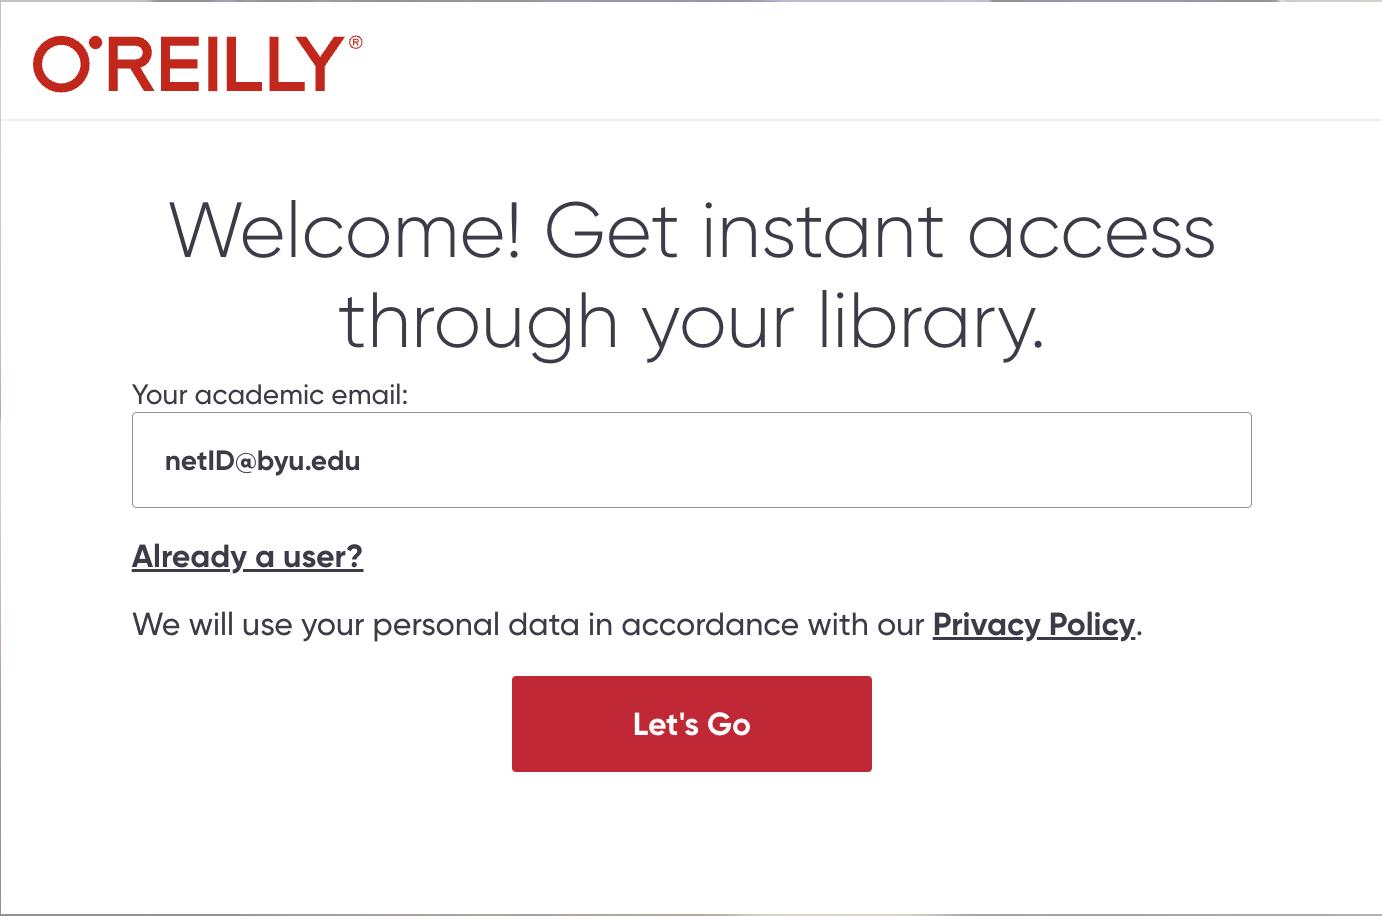 O'REILLY®
Welcome! Get instant access
through your library.
Your academic email:
netID@byu.edu
Already a user?
We will use your personal data in accordance with our Privacy Policy.
Let's Go